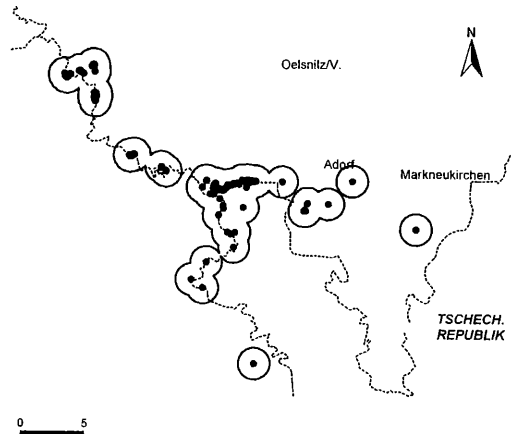 N
Oelsnitz/V.
Adorf
Markneukirchen
TSCHECH.
REPUBLIK
0 5